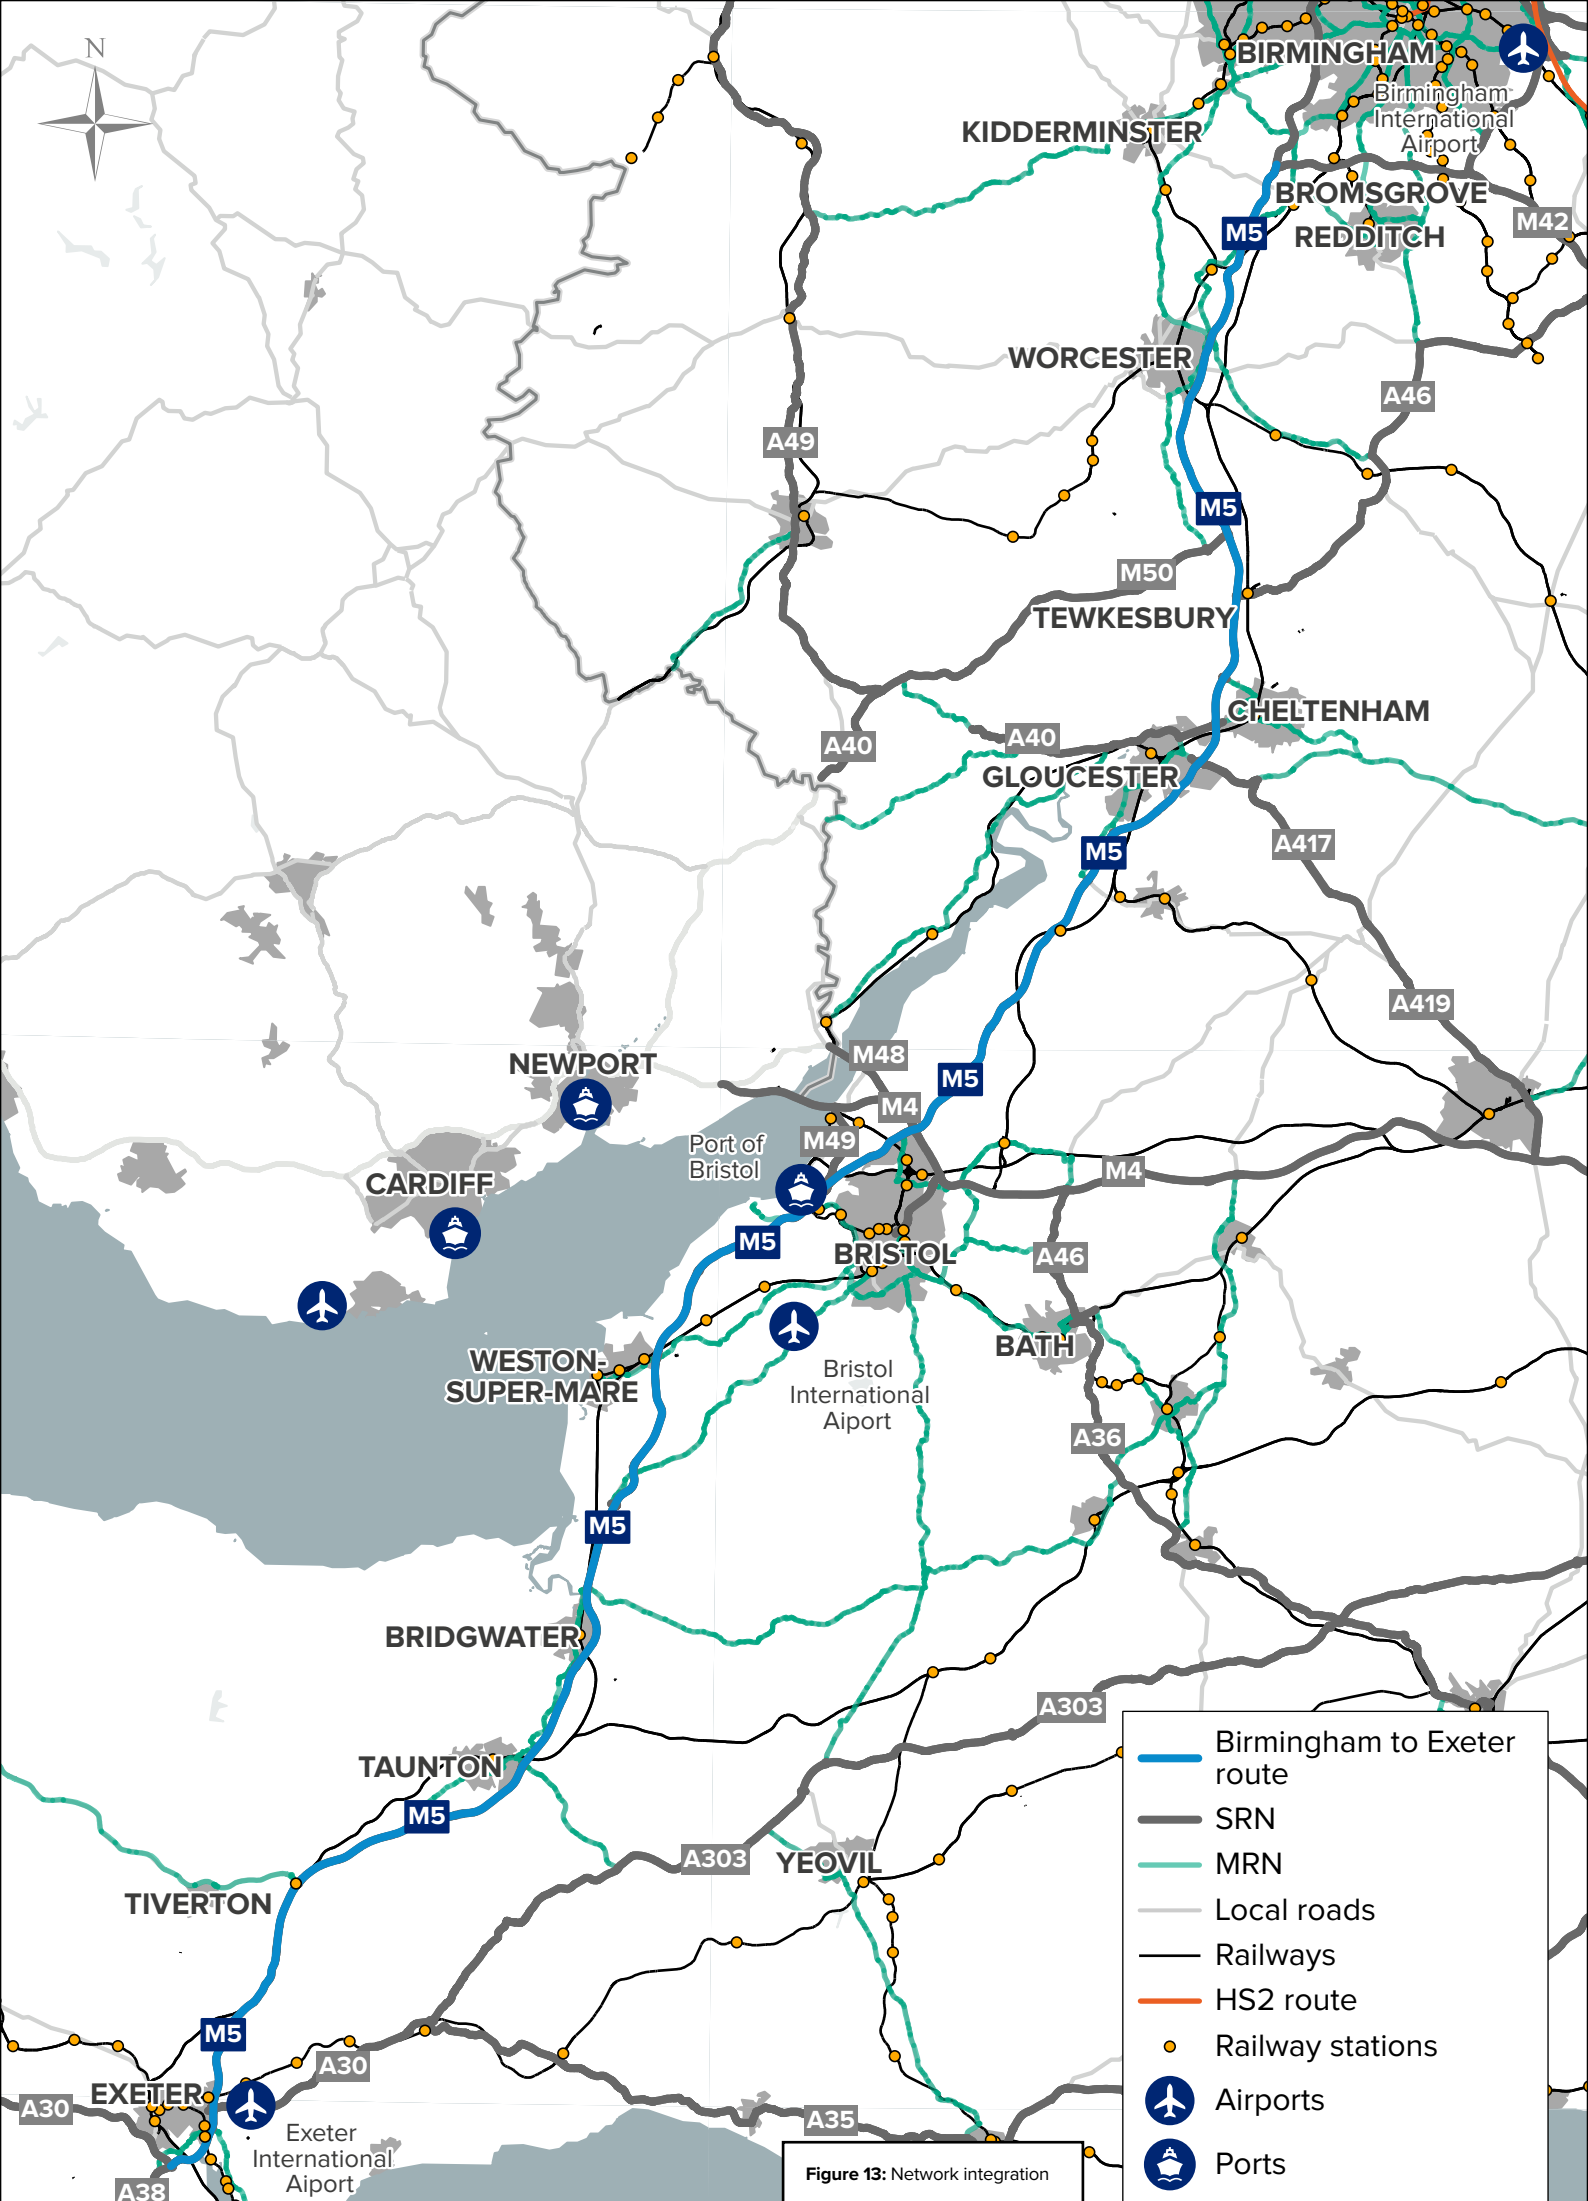 N
BIRMINGHAM
Birmingham
International
Airport
KIDDERMINSTER
BROMSGROVE
M42
M5
REDDITCH
WORCESTER
A46
A49
M5
M50
TEWKESBURY
CHELTENHAM
A40
A40
GLOUCESTER
A417
M5
A419
M48
NEWPORT
M5
M4
M49
Port of
Bristol
M4
CARDIFF
M5
BRISTOL
A46
BATH
WESTON-
SUPER-MARE
Bristol
International
Aiport
A36
M5
BRIDGWATER
A303
TAUNTON
M5
A303
YEOVIL
TIVERTON
M5
A30
EXETER
A30
Exeter
International
Aiport
A35
A38
Birmingham to Exeter
route
SRN
MRN
Local roads
Railways
HS2 route
Railway stations
Airports
Ports
Figure 13: Network integration